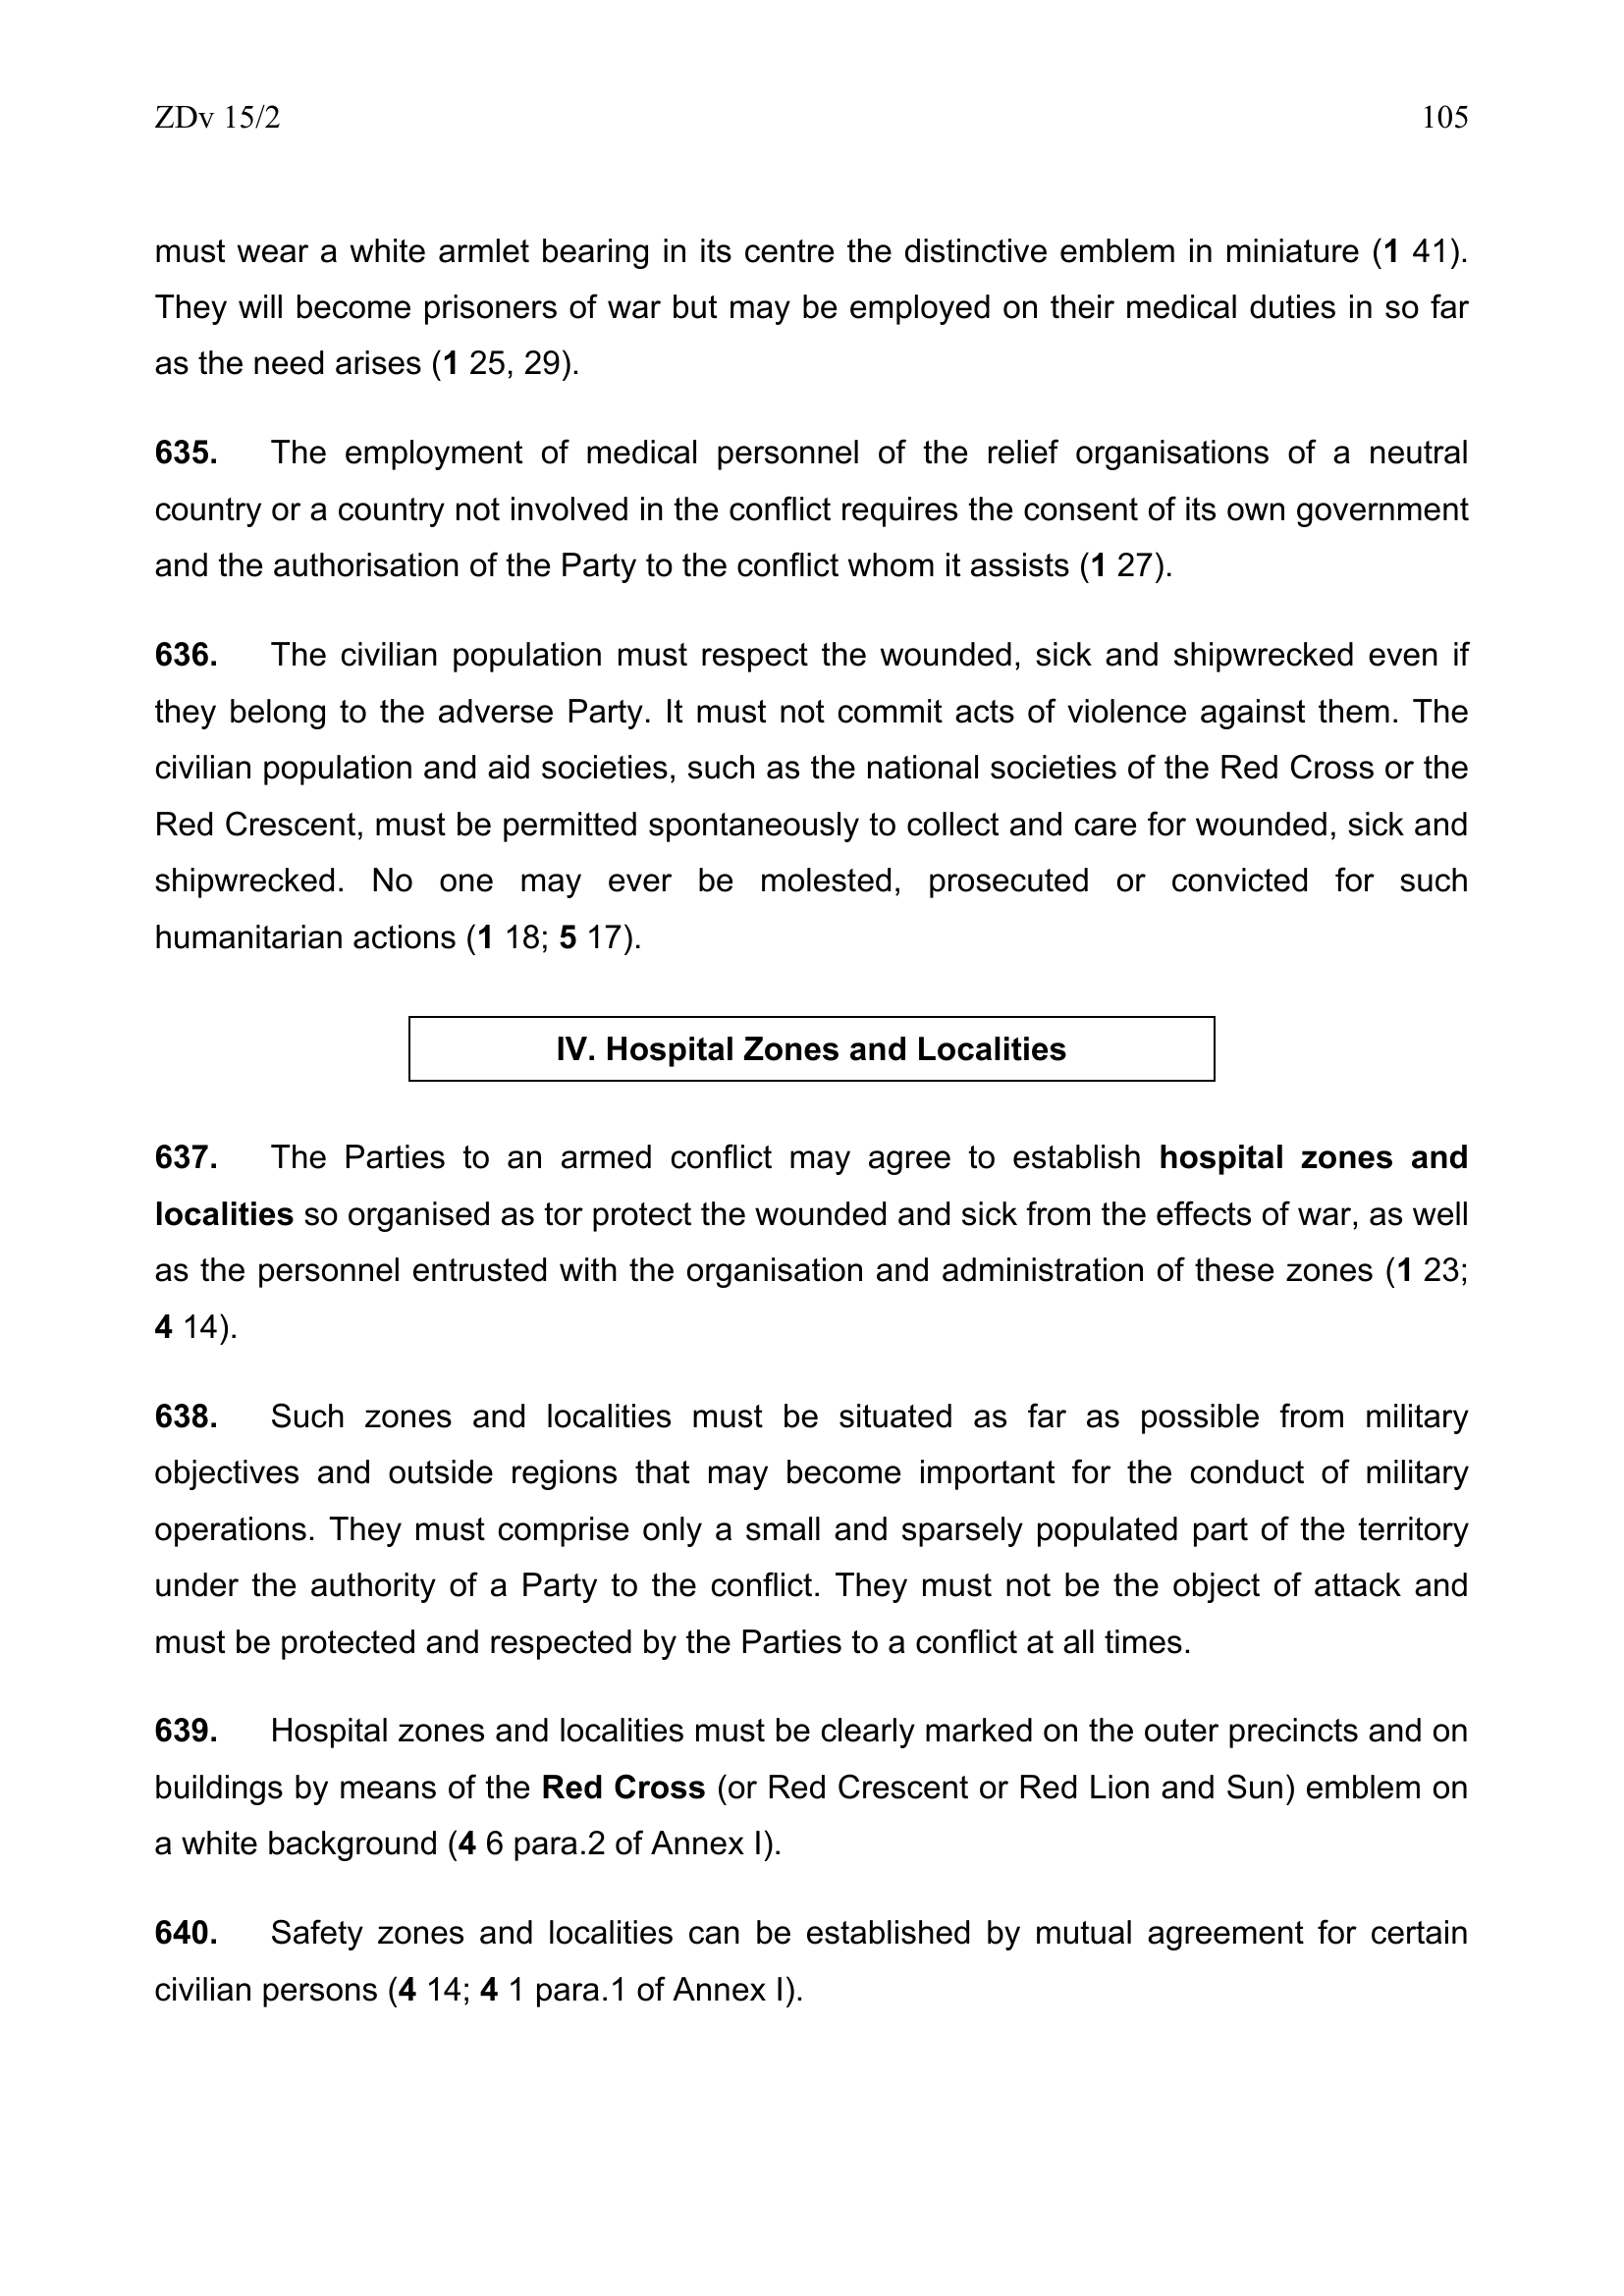 ZDv 15/2 105
must wear a white armlet bearing in its centre the distinctive emblem in miniature (1 41).
They will become prisoners of war but may be employed on their medical duties in so far
as the need arises (1 25, 29).
635. The employment of medical personnel of the relief organisations of a neutral
country or a country not involved in the conflict requires the consent of its own government
and the authorisation of the Party to the conflict whom it assists (1 27).
636. The civilian population must respect the wounded, sick and shipwrecked even if
they belong to the adverse Party. It must not commit acts of violence against them. The
civilian population and aid societies, such as the national societies of the Red Cross or the
Red Crescent, must be permitted spontaneously to collect and care for wounded, sick and
shipwrecked. No one may ever be molested, prosecuted or convicted for such
humanitarian actions (1 18; 5 17).
IV. Hospital Zones and Localities
637. The Parties to an armed conflict may agree to establish hospital zones and
localities so organised as tor protect the wounded and sick from the effects of war, as well
as the personnel entrusted with the organisation and administration of these zones (1 23;
4 14).
638. Such zones and localities must be situated as far as possible from military
objectives and outside regions that may become important for the conduct of military
operations. They must comprise only a small and sparsely populated part of the territory
under the authority of a Party to the conflict. They must not be the object of attack and
must be protected and respected by the Parties to a conflict at all times.
639. Hospital zones and localities must be clearly marked on the outer precincts and on
buildings by means of the Red Cross (or Red Crescent or Red Lion and Sun) emblem on
a white background (4 6 para.2 of Annex I).
640. Safety zones and localities can be established by mutual agreement for certain
civilian persons (4 14; 4 1 para.1 of Annex I).